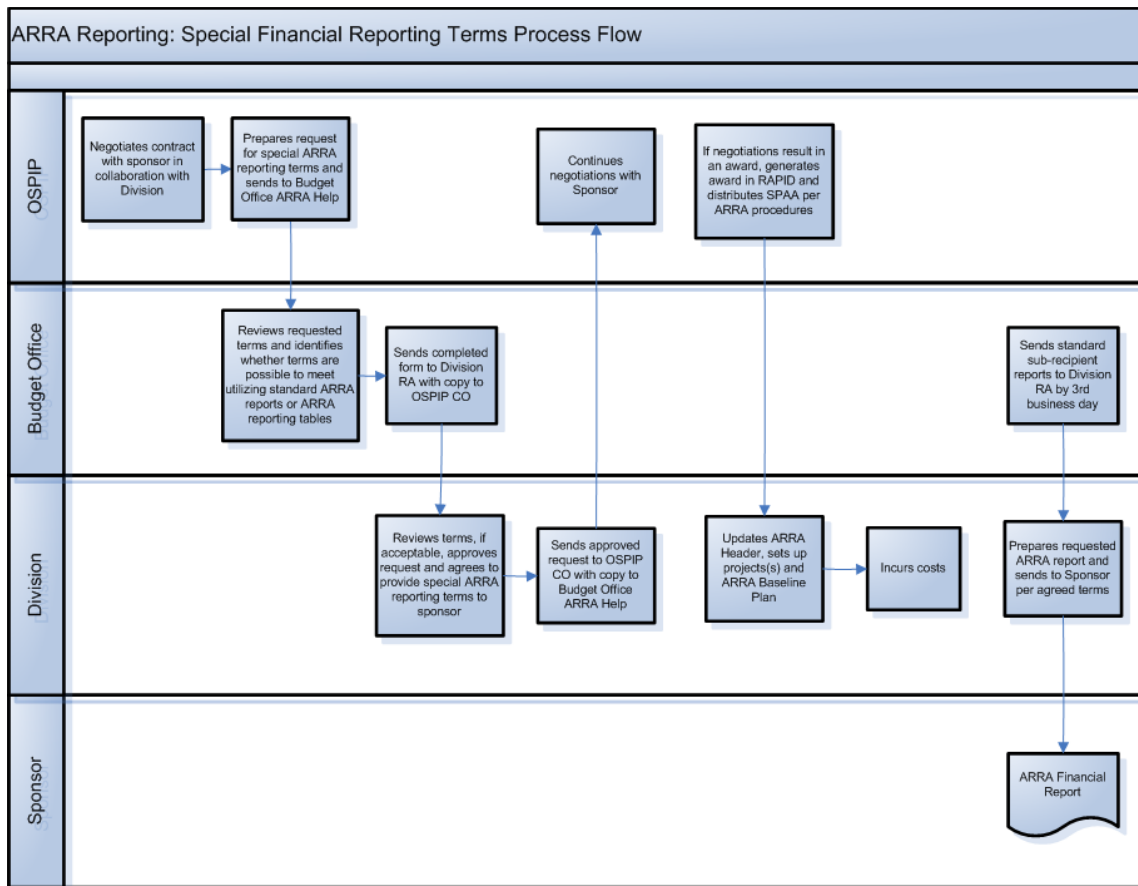 ARRA Reporting: Special Financial Reporting Terms Process Flow
OSPIP
Negotiates contract
with sponsor in
collaboration with
Division
Prepares request
for special ARRA
reporting terms and
sends to Budget
Office ARRA Help
Continues
negotiations with
Sponsor
If negotiations result in
an award, generates
award in RAPID and
distributes SPAA per
ARRA procedures
Budget Office
Reviews requested
terms and identifies
whether terms are
possible to meet
utilizing standard ARRA
reports or ARRA
reporting tables
Sends completed
form to Division
RA with copy to
OSPIP CO
Sends standard
sub-recipient
reports to Division
RA by 3rd
business day
Division
Reviews terms, if
acceptable, approves
request and agrees to
provide special ARRA
reporting terms to
sponsor
Sends approved
request to OSPIP
CO with copy to
Budget Office
ARRA Help
Updates ARRA
Header, sets up
projects(s) and
ARRA Baseline
Plan
Incurs costs
Prepares requested
ARRA report and
sends to Sponsor
per agreed terms
Sponsor
ARRA Financial
Report